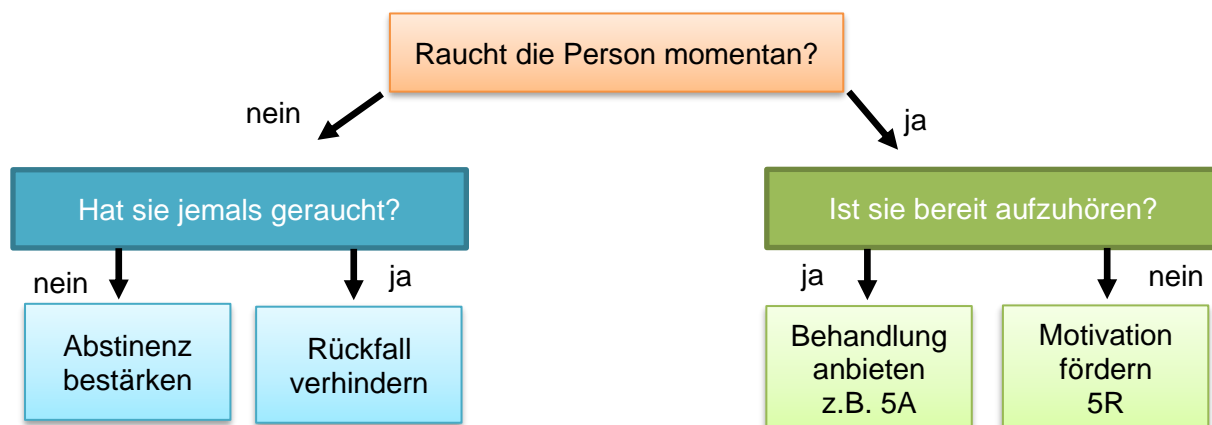 Raucht die Person momentan?
nein
ja
Hat sie jemals geraucht?
Ist sie bereit aufzuhören?
nein
ja
ja
nein
Abstinenz
bestärken
Rückfall
verhindern
Behandlung
anbieten
z.B. 5A
Motivation
fördern
5R